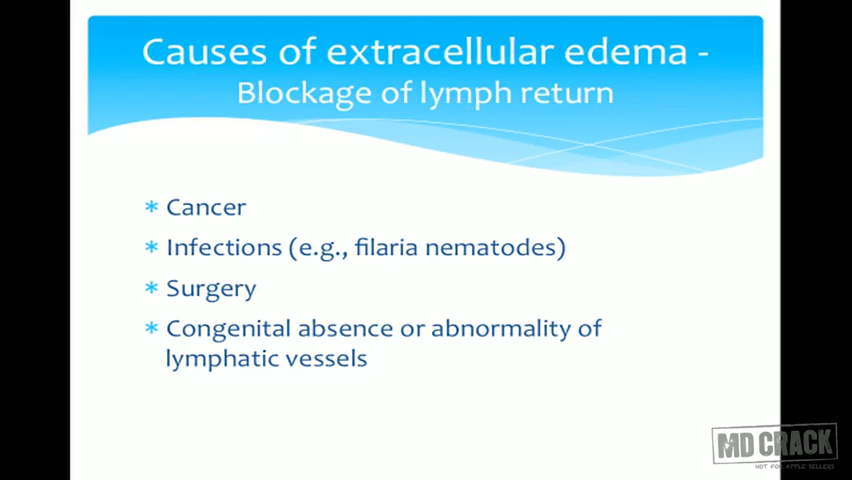 Causes of extracellular edema -
Blockage of lymph return
* Cancer
* Infections (e.g., filaria nematodes)
* Surgery
* Congenital absence or abnormality of
lymphatic vessels
MD CRACK
NOT FOR APPLE SELLERS